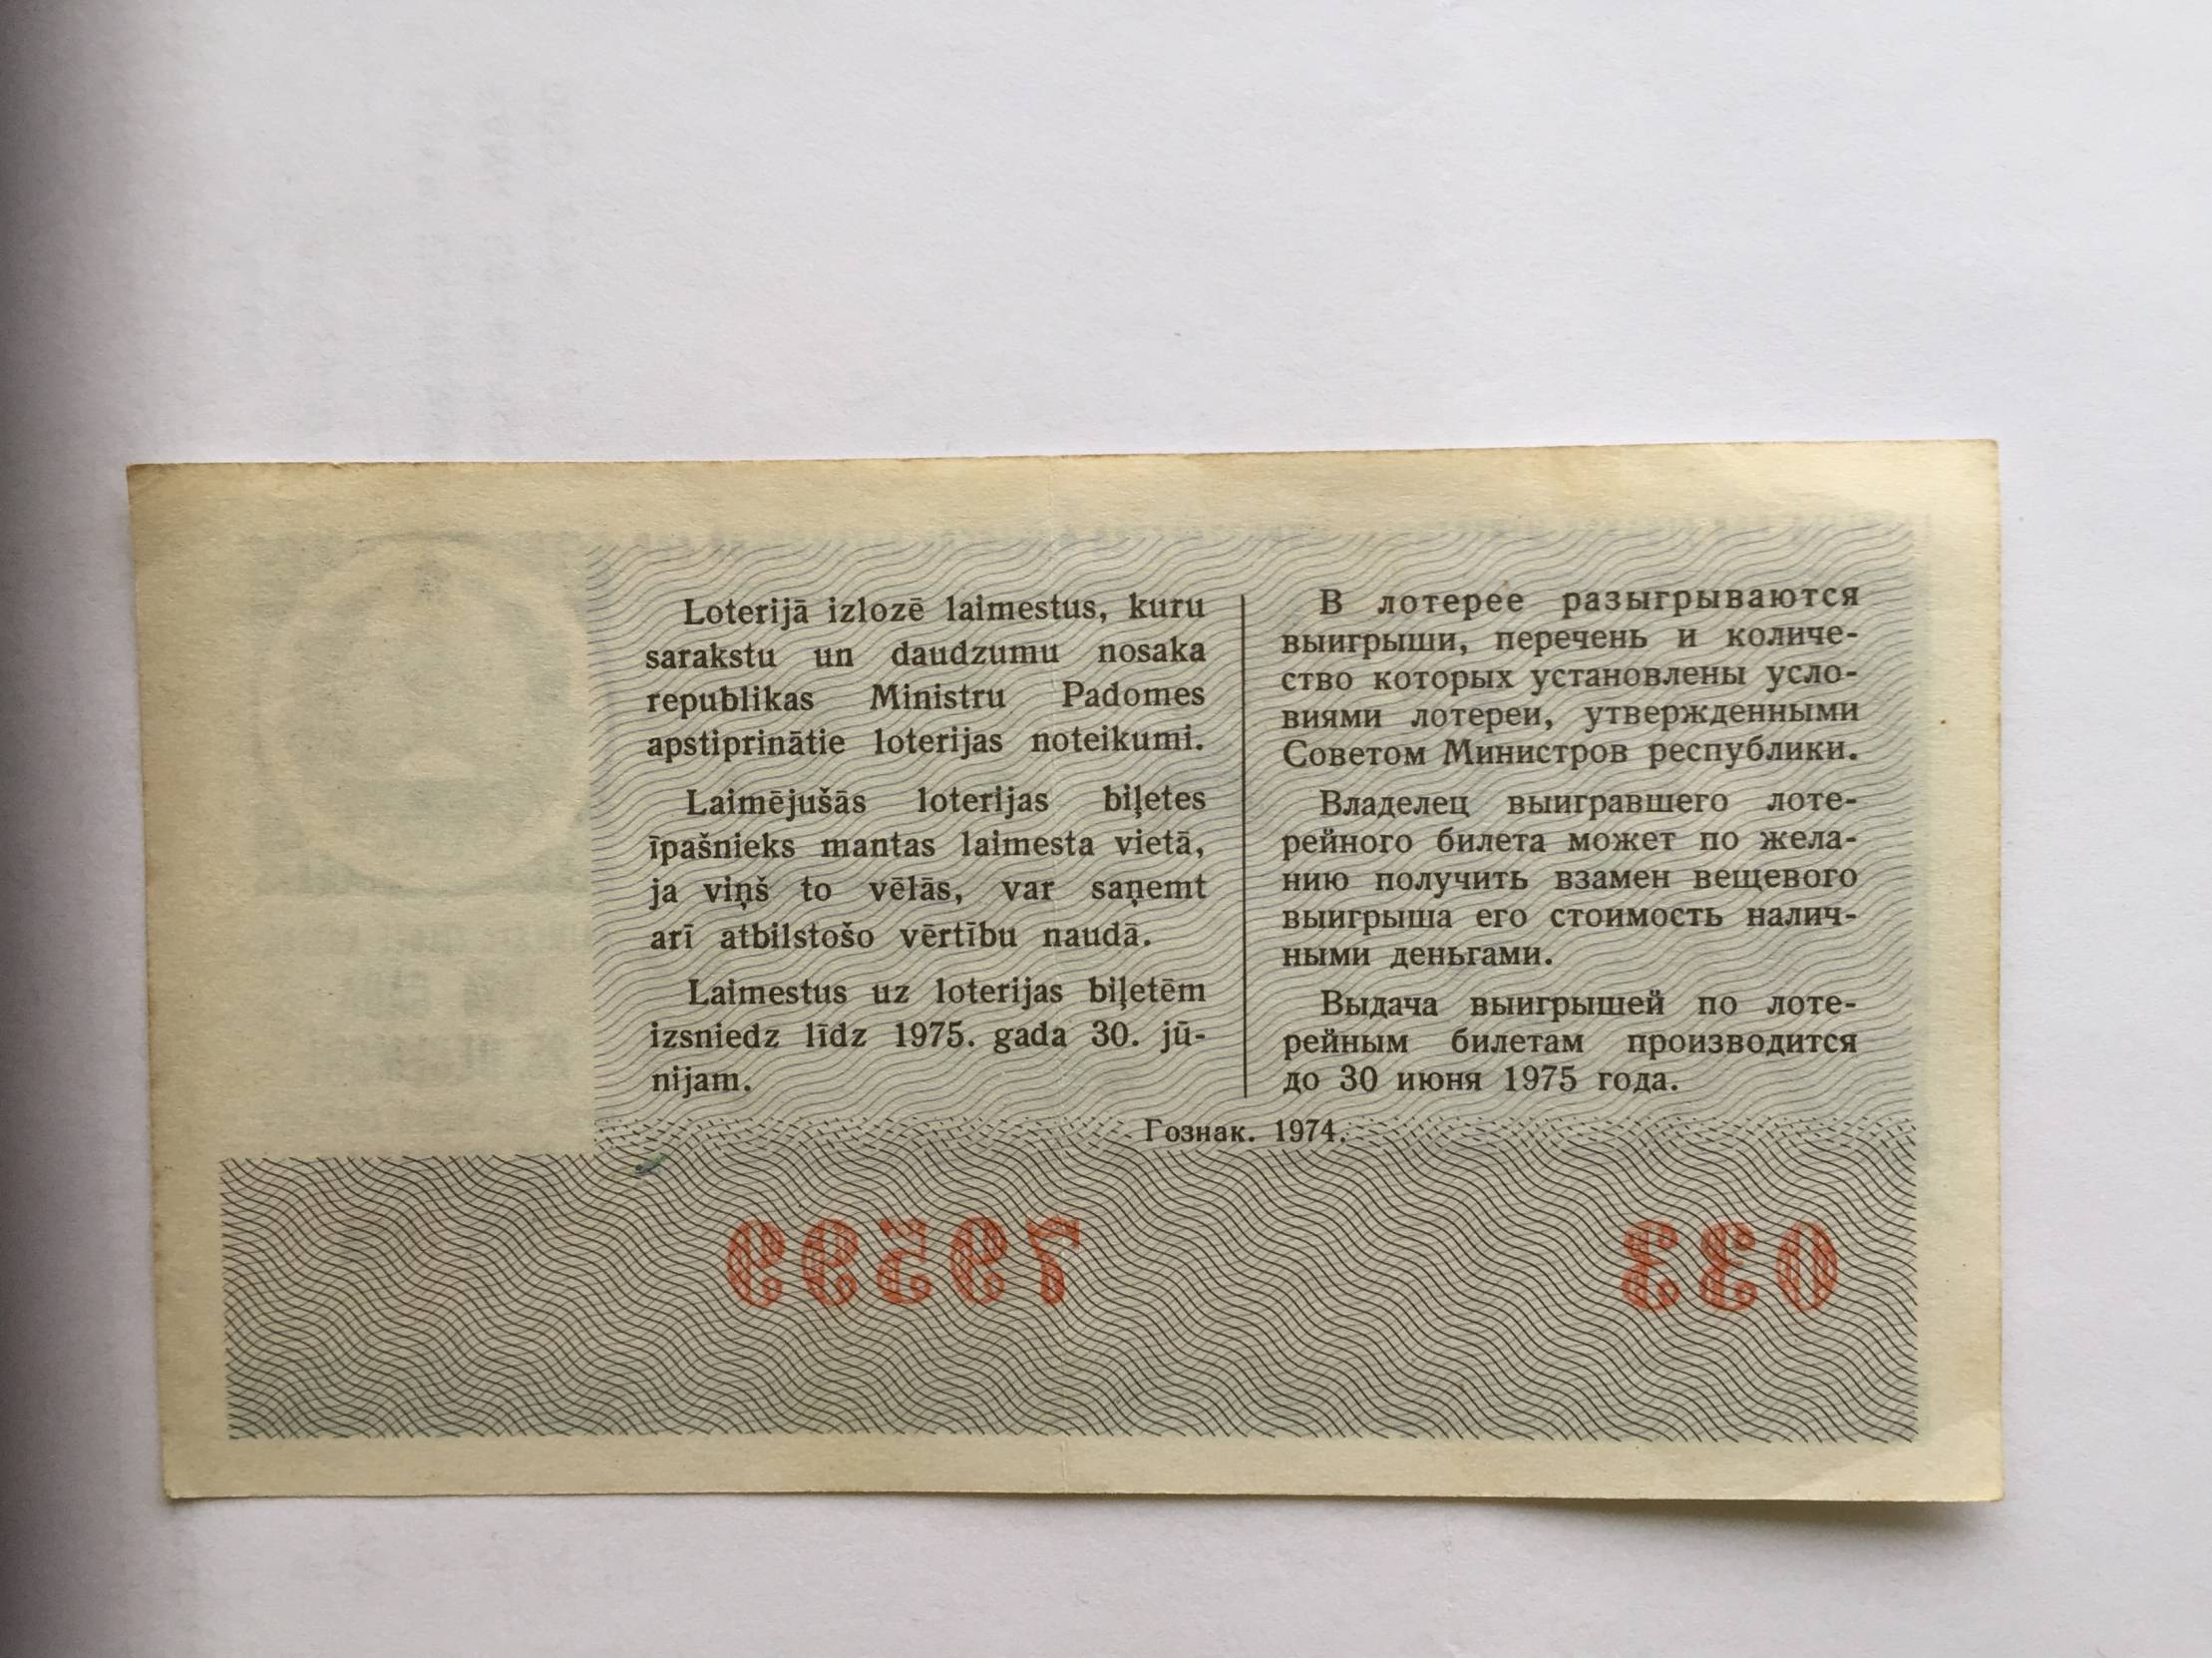 Loterijā izlozē laimestus, kuru
sarakstu un daudzumu nosaka
republikas Ministru Padomes
apstiprinātie loterijas noteikumi.
Laimējušās loterijas biļetes
īpašnieks mantas laimesta vietā,
ja viņš to vēlās, var saņemt
arī atbilstošo vērtību naudā.
Laimestus uz loterijas biļetēm
izsniedz līdz 1975. gada 30. jū-
nijam.
В лотерее разыгрываются
выигрыши, перечень и количе-
ство которых установлены усло-
виями лотереи, утвержденными
Советом Министров республики.
Владелец выигравшего лоте-
рейного билета может по жела-
нию получить взамен вещевого
выигрыша его стоимость налич-
ными деньгами.
Выдача выигрышей по лоте-
рейным билетам производится
до 30 июня 1975 года.
Гознак. 1974.
033 79599